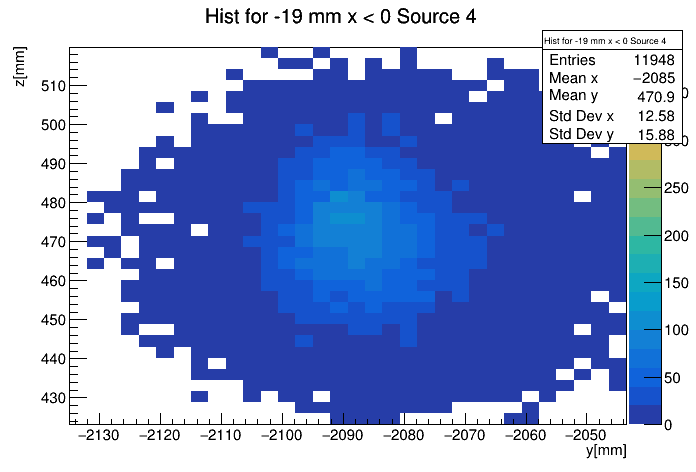 Hist for -19 mm x < 0 Source 4
Hist for -19 mm x < 0 Source 4
Entries 11948
Mean x −2085
Mean y 470.9
Std Dev x 12.58
Std Dev y 15.88
z[mm]
510
500
490
480
470
460
450
440
430
300
250
200
150
100
50
0
−2130 −2120 −2110 −2100 −2090 −2080 −2070 −2060 −2050
y[mm]